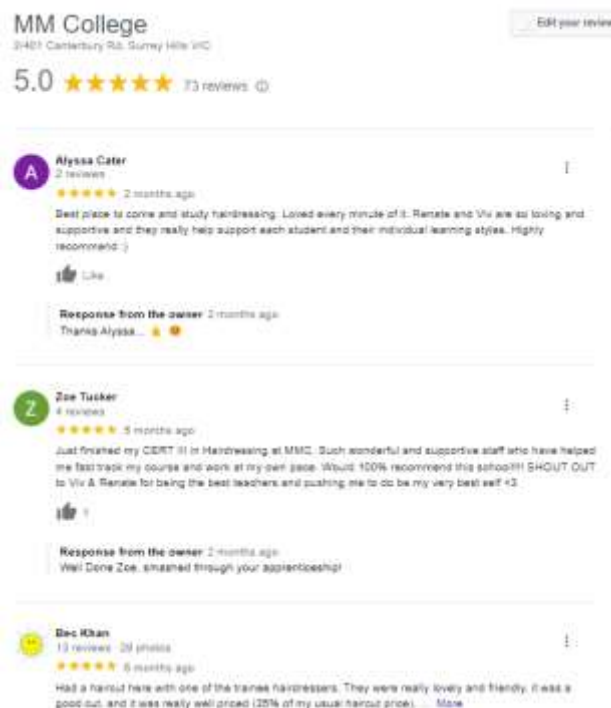 MM College
2/401 Canterbury Rd, Surrey Hills VIC
Edit your review
5.0
73 reviews
Alyssa Cater
2 reviews
2 months ago
Best place to come and study hairdressing. Loved every minute of it. Renate and Viv are so loving and
supportive and they really help support each student and their individual learning styles. Highly
recommend :)
Like
Response from the owner 2 months ago
Thanks Alyssa...
Zoe Tucker
4 reviews
5 months ago
Just finished my CERT III in Hairdressing at MMC. Such wonderful and supportive staff who have helped
me fast track my course and work at my own pace. Would 100% recommend this school!!!! SHOUT OUT
to Viv & Renate for being the best teachers and pushing me to do be my very best self <3
1
Response from the owner 2 months ago
Well Done Zoe, smashed through your apprenticeship!
Bec Khan
13 reviews · 28 photos
6 months ago
Had a haircut here with one of the trainee hairdressers. They were really lovely and friendly, it was a
good cut, and it was really well priced (25% of my usual haircut price). ... More